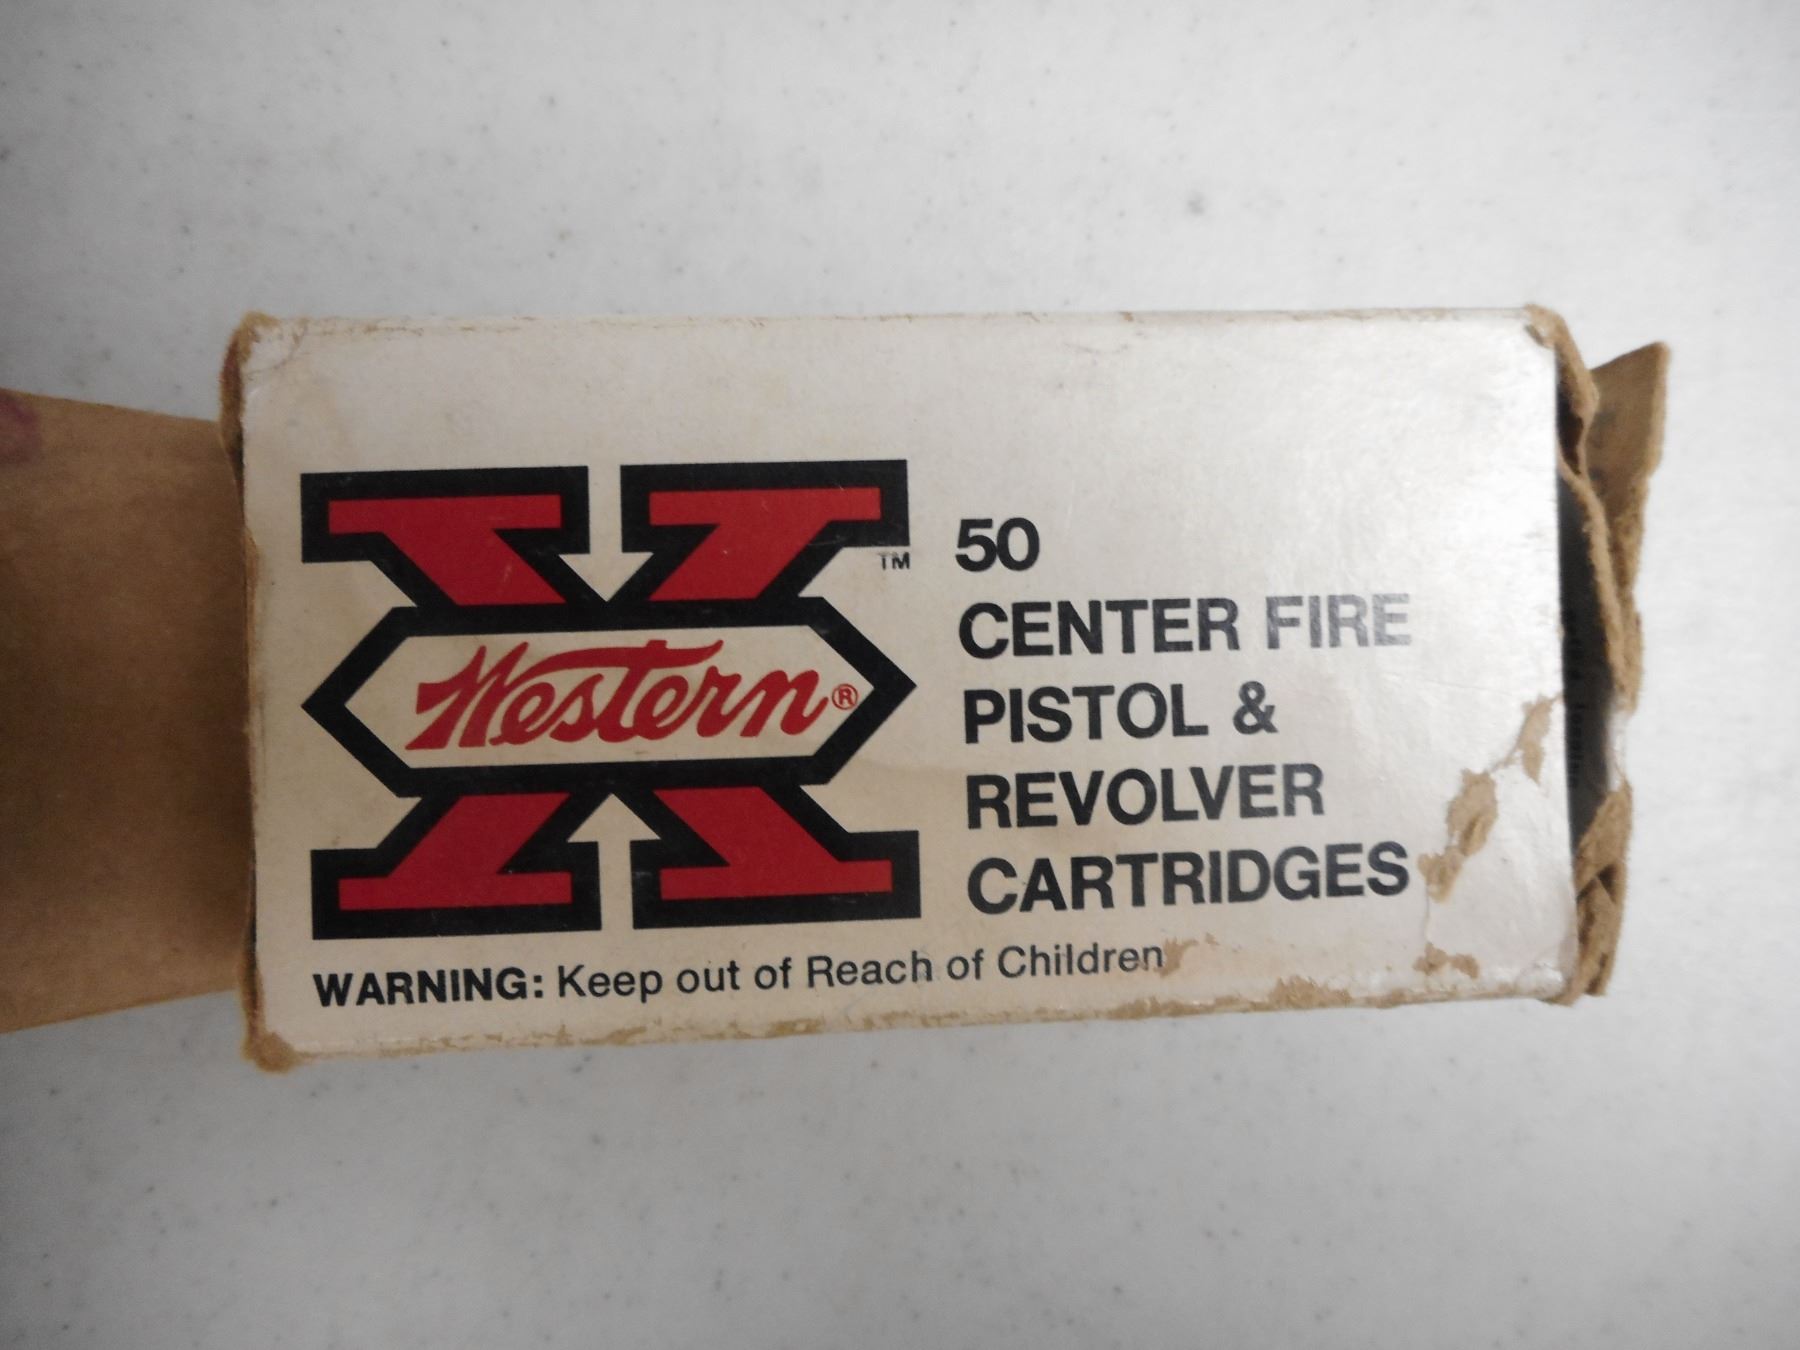 Western®
TM
50
CENTER FIRE
PISTOL &
REVOLVER
CARTRIDGES
WARNING: Keep out of Reach of Children